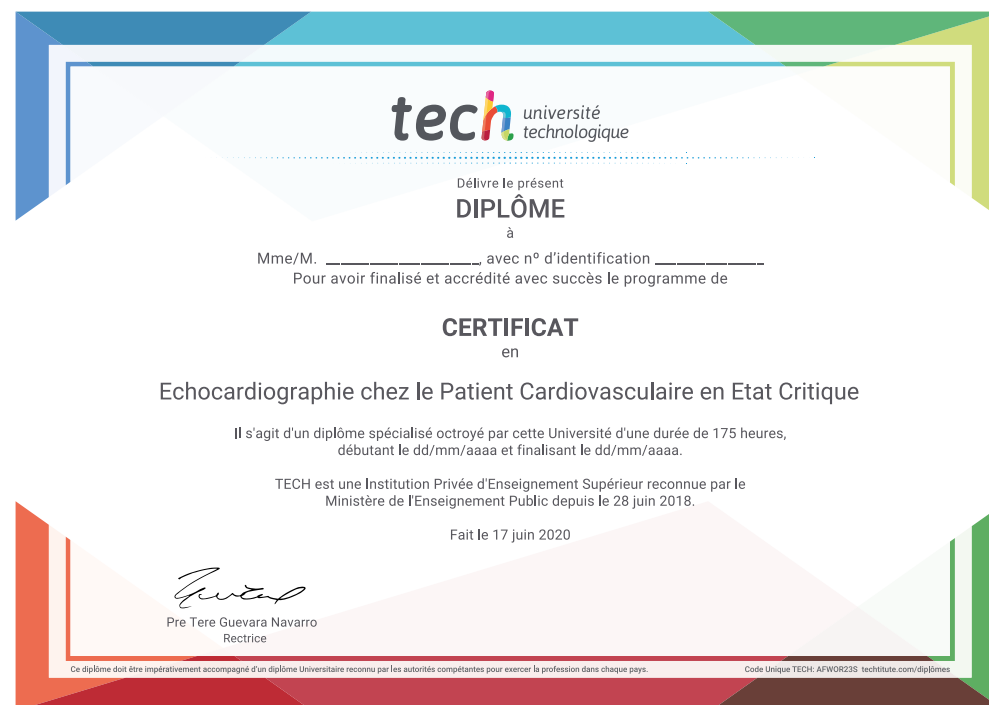 tech université
technologique
Délivre le présent
DIPLÔME
à
Mme/M. ___________________, avec nº d'identification _____________
Pour avoir finalisé et accrédité avec succès le programme de
CERTIFICAT
en
Echocardiographie chez le Patient Cardiovasculaire en Etat Critique
Il s'agit d'un diplôme spécialisé octroyé par cette Université d'une durée de 175 heures,
débutant le dd/mm/aaaa et finalisant le dd/mm/aaaa.
TECH est une Institution Privée d'Enseignement Supérieur reconnue par le
Ministère de l'Enseignement Public depuis le 28 juin 2018.
Fait le 17 juin 2020
Pre Tere Guevara Navarro
Rectrice
Ce diplôme doit être impérativement accompagné d'un diplôme Universitaire reconnu par les autorités compétantes pour exercer la profession dans chaque pays.
Code Unique TECH: AFWOR23S techtitute.com/diplômes